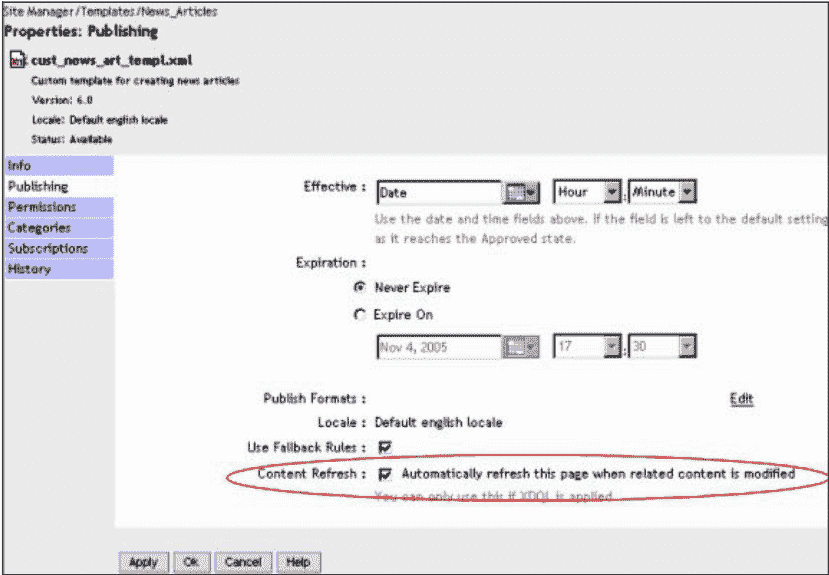 Site Manager/Templates/News_Articles
Properties: Publishing
cust_news_art_templ.xml
Custom template for creating news articles
Version: 6.0
Locale: Default english locale
Status: Available
Info
Publishing
Permissions
Categories
Subscriptions
History
Effective : Date Hour : Minute
Use the date and time fields above. If the field is left to the default setting
as it reaches the Approved state.
Expiration :
Never Expire
Expire On
Nov 4, 2005 17 : 30
Publish Formats : Edit
Locale : Default english locale
Use Fallback Rules :
Content Refresh : Automatically refresh this page when related content is modified
You can only use this if XDQL is applied
Apply Ok Cancel Help